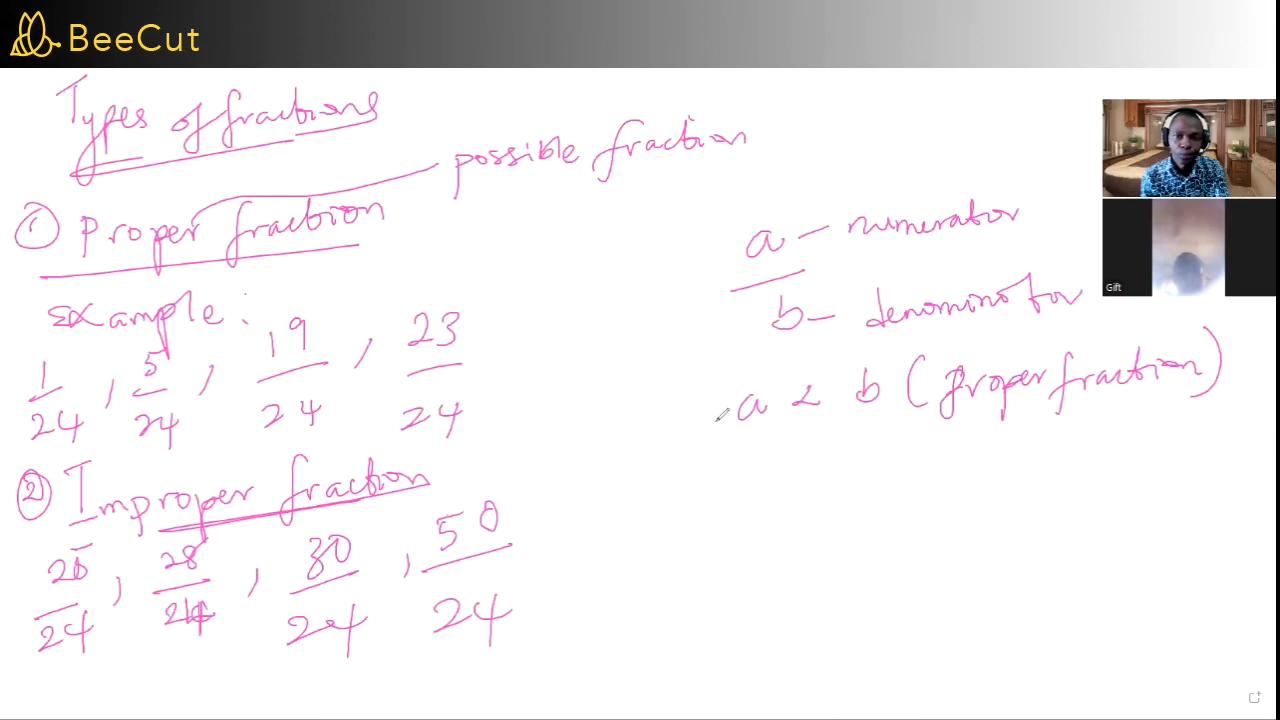 BeeCut
Types of fractions
possible fraction
① Proper fraction
Example:
1/24, 5/24, 19/24, 23/24
② Improper fraction
25/24, 28/24, 30/24, 50/24
a – numerator
b – denominator
a < b (Proper fraction)
Gift